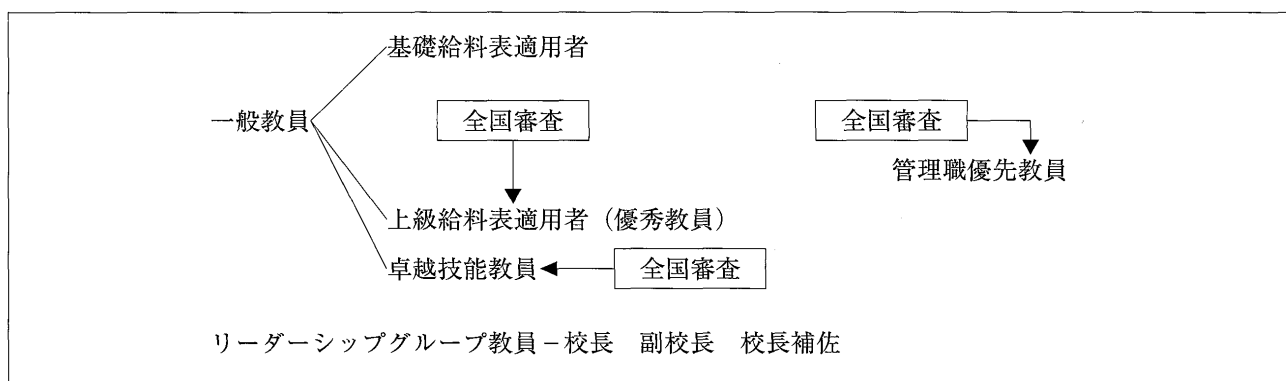 基礎給料表適用者
一般教員
全国審査
全国審査
管理職優先教員
上級給料表適用者（優秀教員）
卓越技能教員
全国審査
リーダーシップグループ教員－校長　副校長　校長補佐